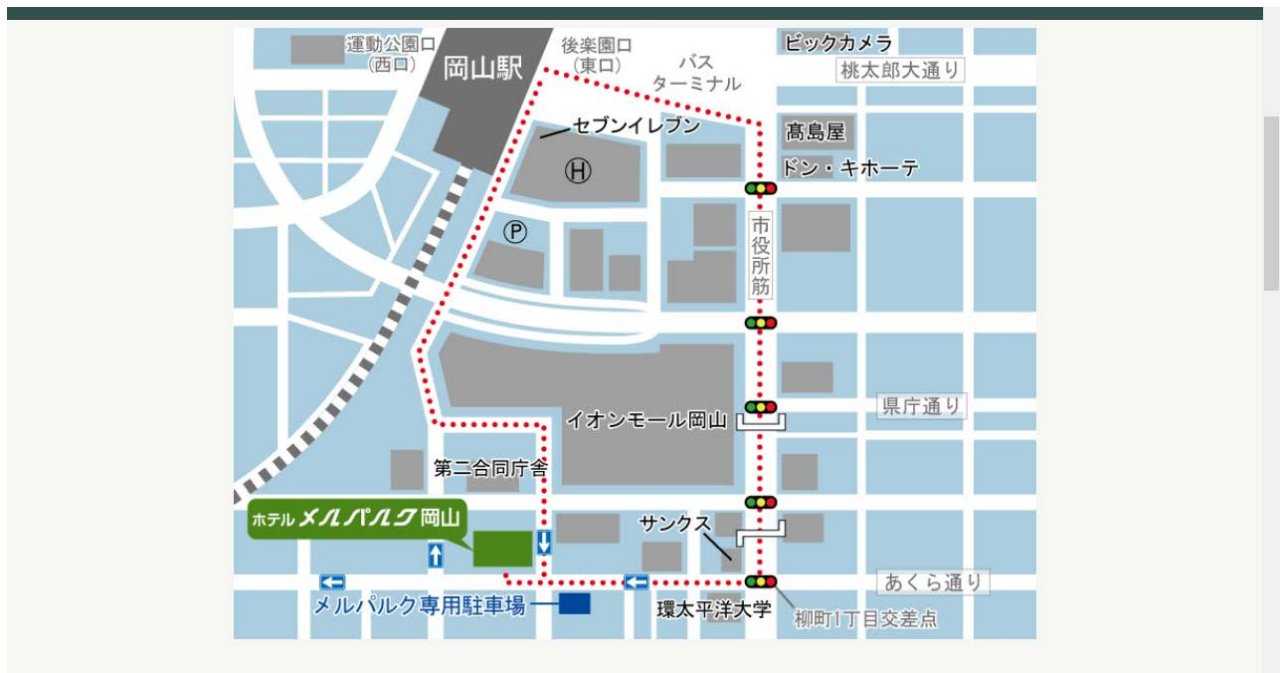 運動公園口
(西口)
岡山駅
後楽園口
(東口)
バス
ターミナル
ビックカメラ
桃太郎大通り
セブンイレブン
髙島屋
ドン・キホーテ
Ⓗ
Ⓟ
市役所筋
イオンモール岡山
県庁通り
第二合同庁舎
ホテル メルパルク 岡山
サンクス
あくら通り
メルパルク専用駐車場
環太平洋大学
柳町1丁目交差点